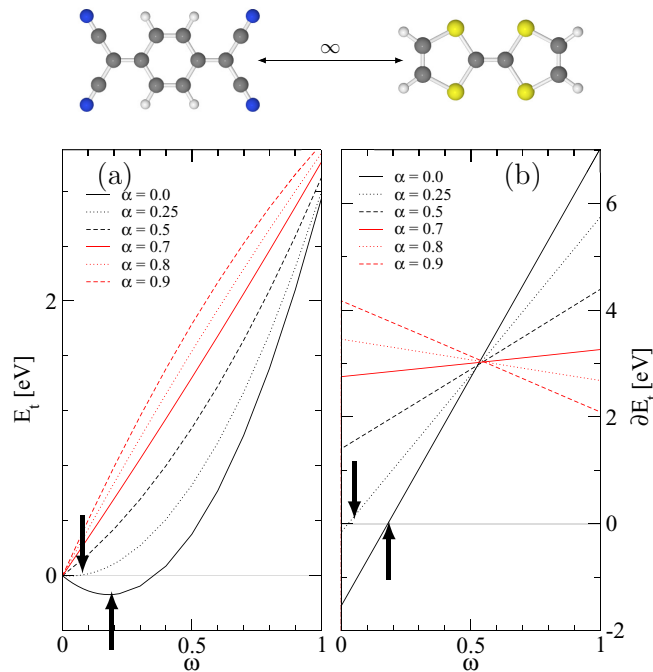 ∞
(a)
α = 0.0
α = 0.25
α = 0.5
α = 0.7
α = 0.8
α = 0.9
2
0
E_t [eV]
0 0.5 1
ω
(b)
α = 0.0
α = 0.25
α = 0.5
α = 0.7
α = 0.8
α = 0.9
6
4
2
0
-2
∂E_t [eV]
0 0.5 1
ω